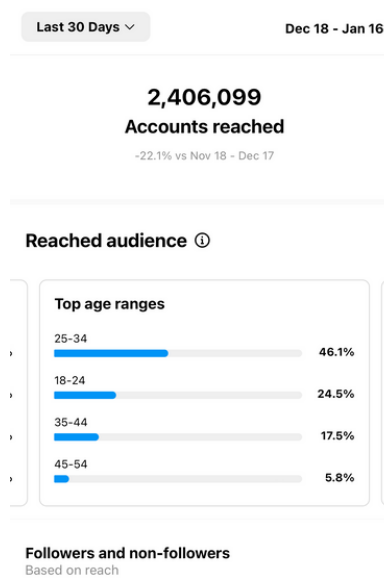 Last 30 Days
Dec 18 - Jan 16
2,406,099
Accounts reached
-22.1% vs Nov 18 - Dec 17
Reached audience
Top age ranges
25-34
46.1%
18-24
24.5%
35-44
17.5%
45-54
5.8%
Followers and non-followers
Based on reach